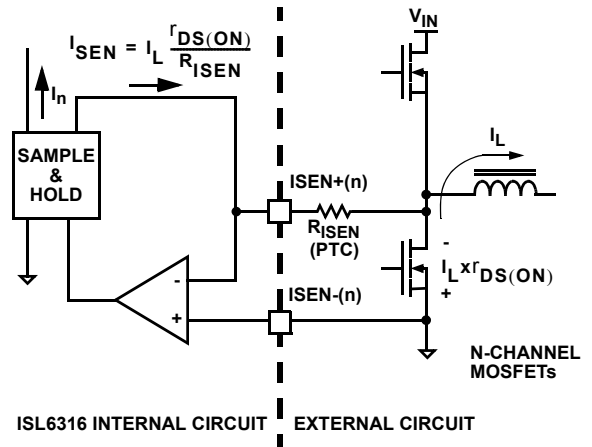 I_SEN = I_L r_DS(ON) / R_ISEN
V_IN
I_n
I_L
SAMPLE
&
HOLD
ISEN+(n)
R_ISEN
(PTC)
-
I_L x r_DS(ON)
+
-
+
ISEN-(n)
N-CHANNEL
MOSFETs
ISL6316 INTERNAL CIRCUIT
EXTERNAL CIRCUIT